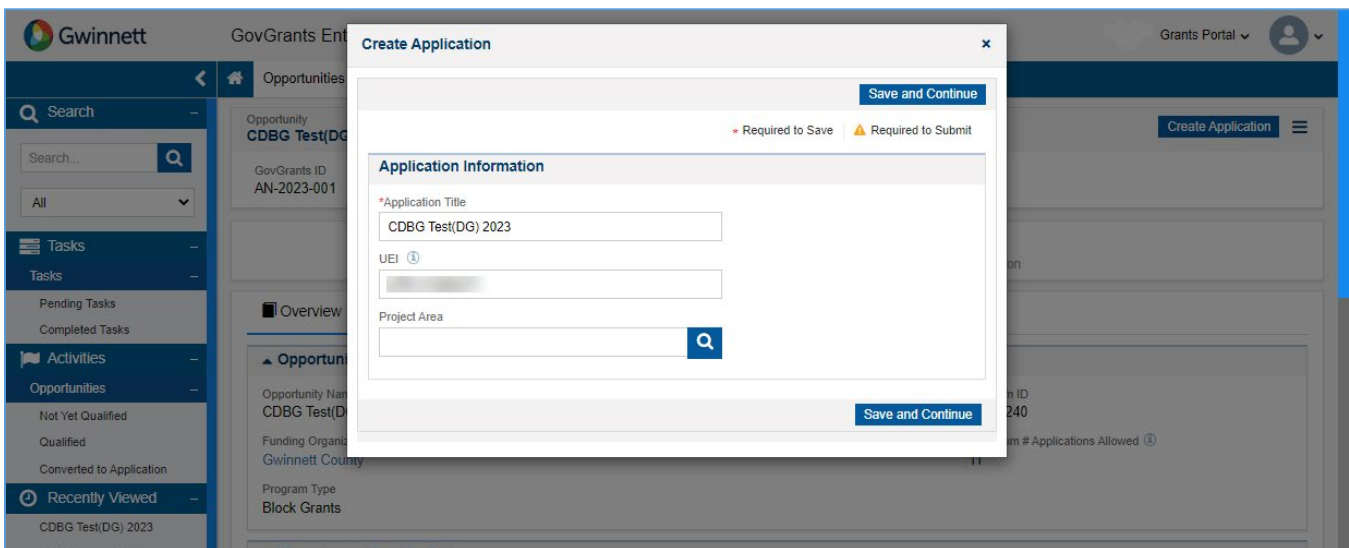 Gwinnett
GovGrants Ent
Grants Portal
Opportunities
Search
Search...
All
Tasks
Tasks
Pending Tasks
Completed Tasks
Activities
Opportunities
Not Yet Qualified
Qualified
Converted to Application
Recently Viewed
CDBG Test(DG) 2023
Opportunity
CDBG Test(DG
Create Application
GovGrants ID
AN-2023-001
on
Overview
Opportuni
Opportunity Nam
CDBG Test(D
m ID
240
Funding Organiz
Gwinnett County
um # Applications Allowed
Program Type
Block Grants
Create Application
×
Save and Continue
* Required to Save
Required to Submit
Application Information
*Application Title
CDBG Test(DG) 2023
UEI
Project Area
Save and Continue